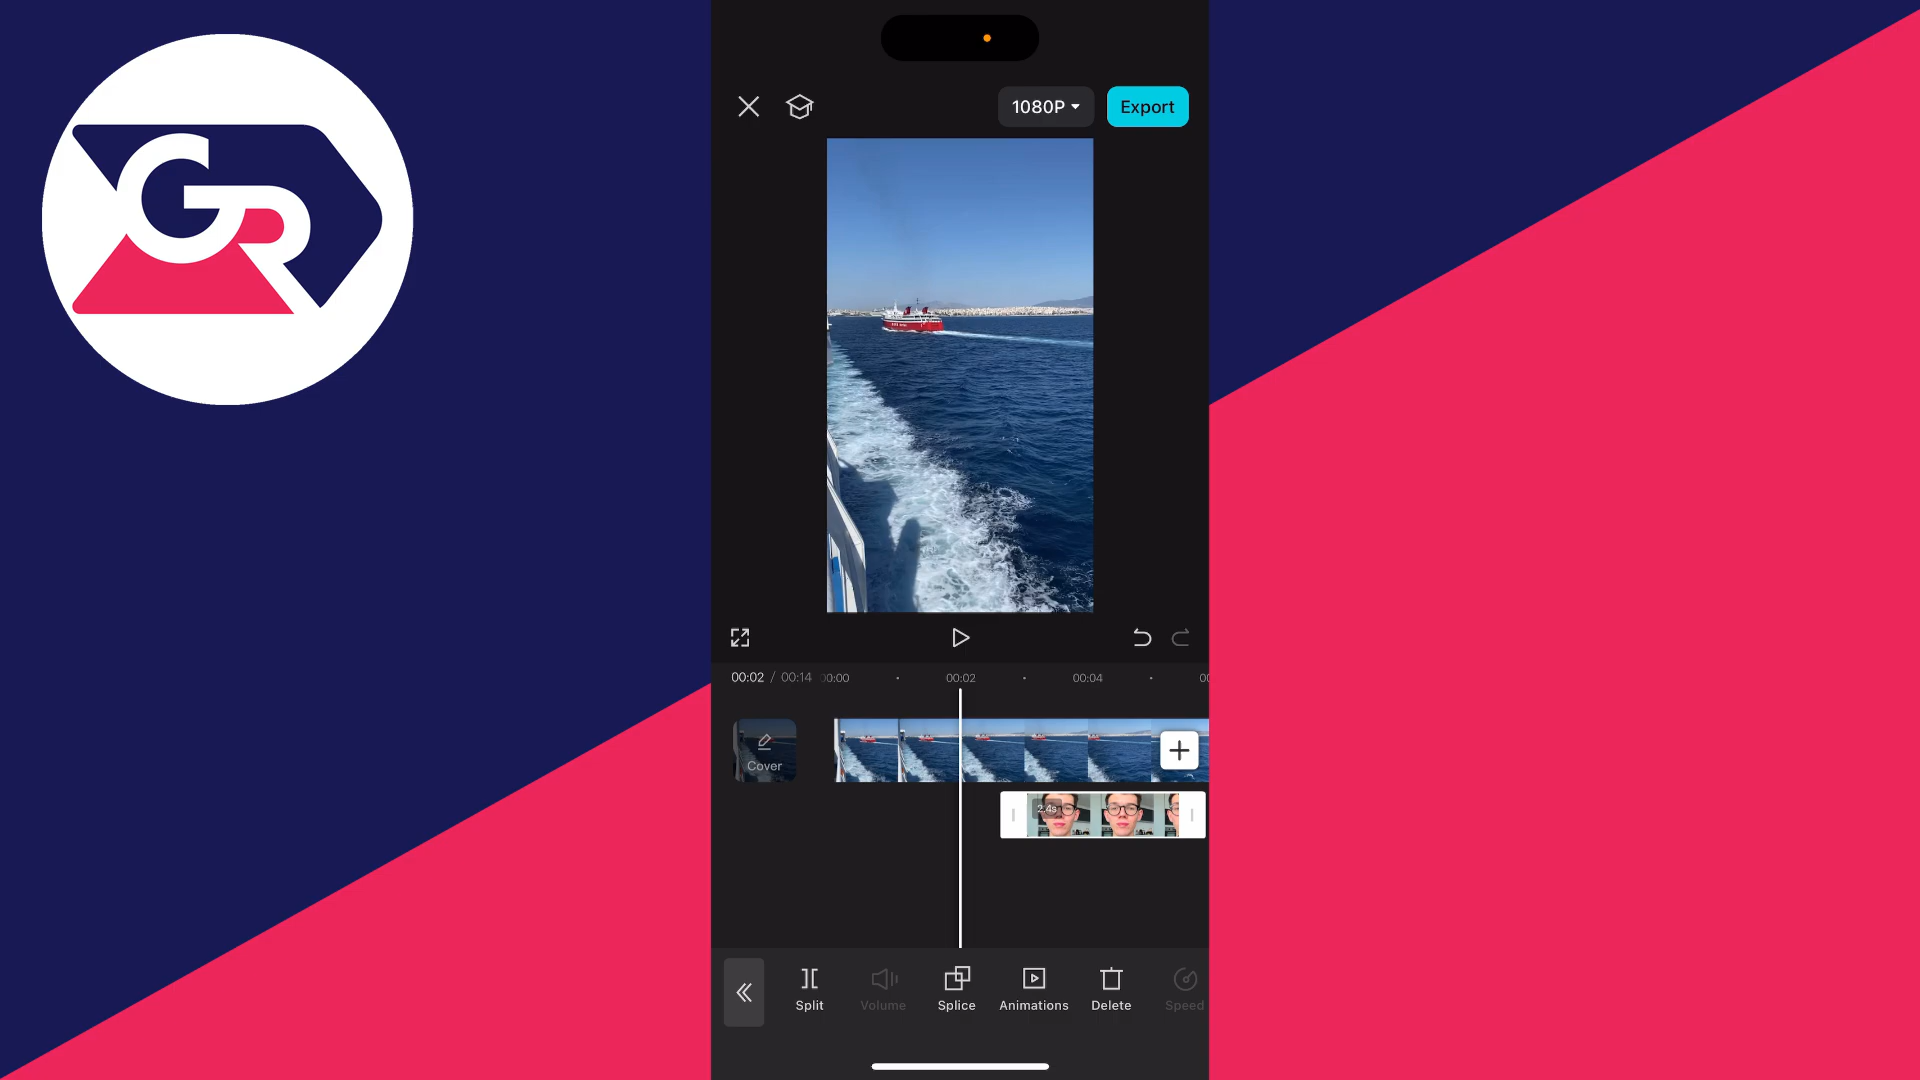 GR
1080P
Export
00:02 / 00:14
00:00
00:02
00:04
Cover
2.4s
Split
Volume
Splice
Animations
Delete
Speed